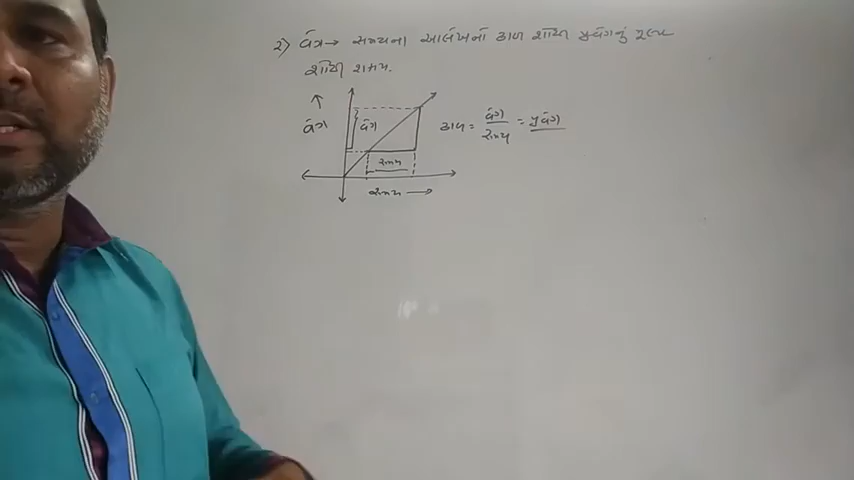 2) વેગ → સમયના આલેખનો ઢાળ શોધી પ્રવેગનું મૂલ્ય
શોધી શકાય.
↑
વેગ
વેગ
સમય
સમય →
ઢાળ = વેગ / સમય = પ્રવેગ